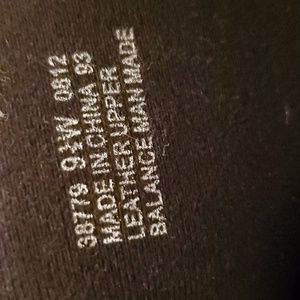 38779 9½W 0812
MADE IN CHINA 93
LEATHER UPPER
BALANCE MAN MADE